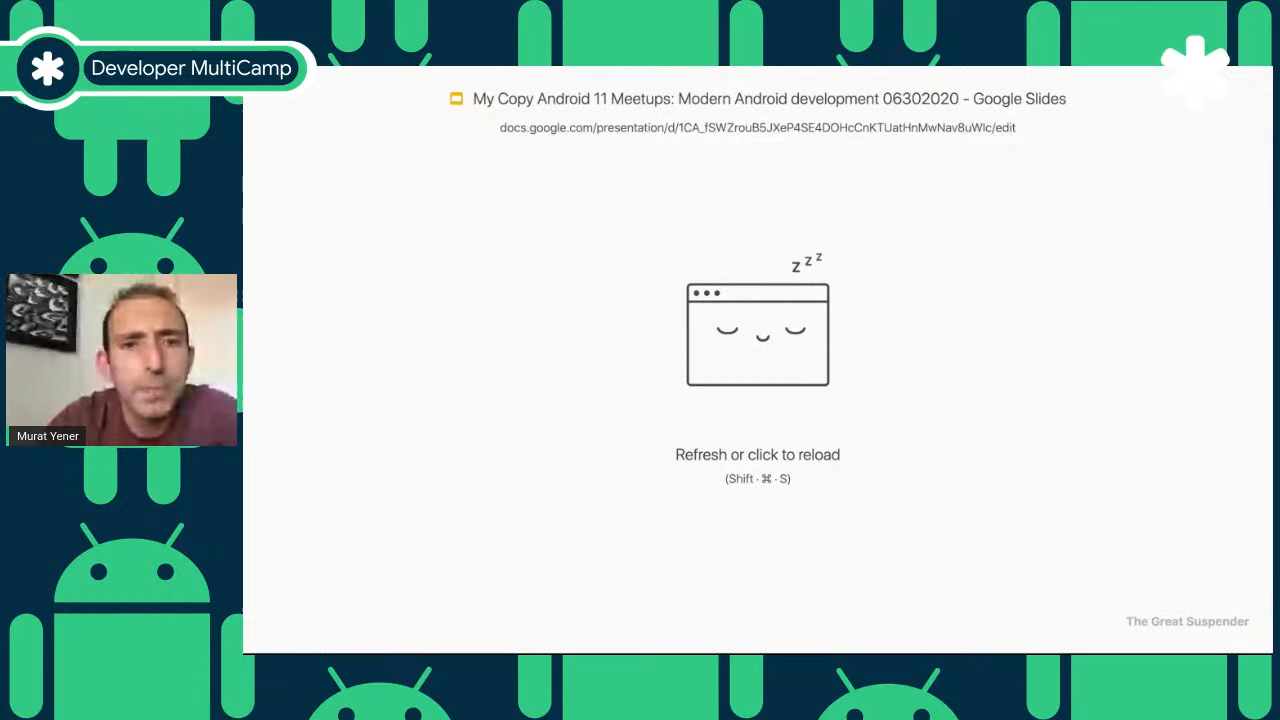 Developer MultiCamp
My Copy Android 11 Meetups: Modern Android development 06302020 - Google Slides
docs.google.com/presentation/d/1CA_fSWZrouB5JXeP4SE4DOHcCnKTUatHnMwNav8uWIc/edit
z z z
Murat Yener
Refresh or click to reload
(Shift · ⌘ · S)
The Great Suspender